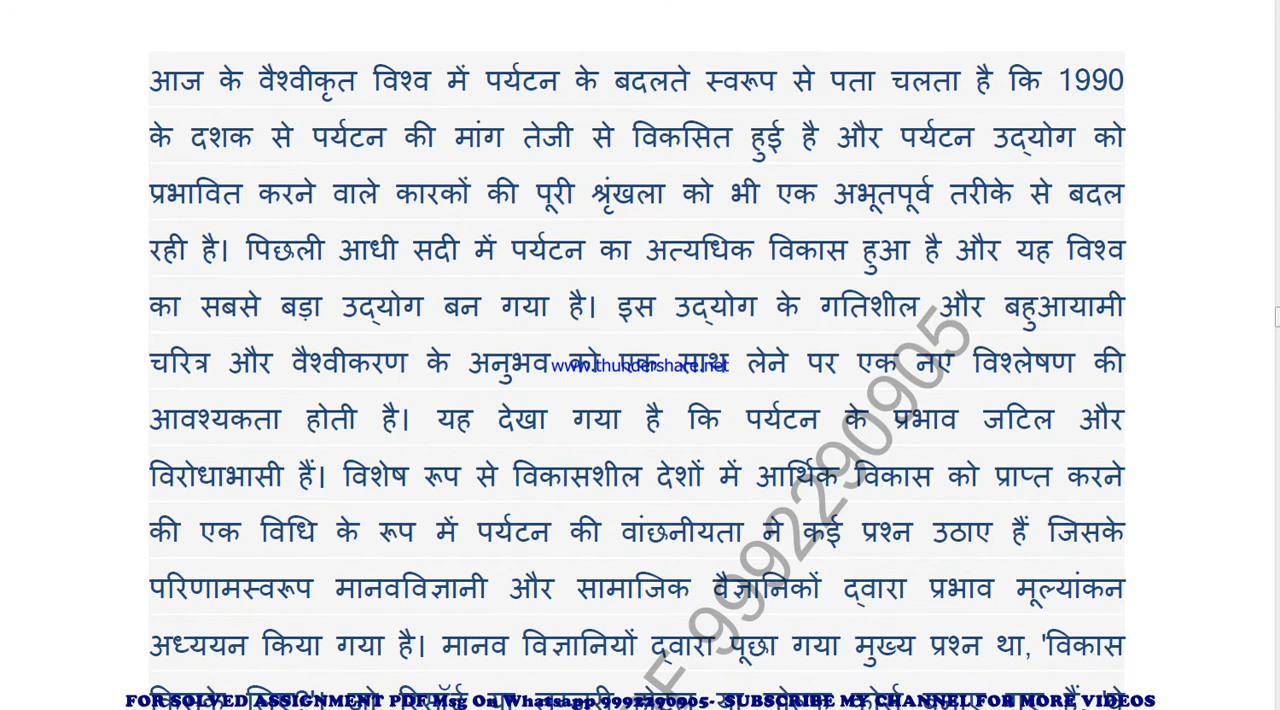 आज के वैश्वीकृत विश्व में पर्यटन के बदलते स्वरूप से पता चलता है कि 1990
के दशक से पर्यटन की मांग तेजी से विकसित हुई है और पर्यटन उद्योग को
प्रभावित करने वाले कारकों की पूरी श्रृंखला को भी एक अभूतपूर्व तरीके से बदल
रही है। पिछली आधी सदी में पर्यटन का अत्यधिक विकास हुआ है और यह विश्व
का सबसे बड़ा उद्योग बन गया है। इस उद्योग के गतिशील और बहुआयामी
चरित्र और वैश्वीकरण के अनुभव को एक साथ लेने पर एक नए विश्लेषण की
www.thundershare.net
आवश्यकता होती है। यह देखा गया है कि पर्यटन के प्रभाव जटिल और
विरोधाभासी हैं। विशेष रूप से विकासशील देशों में आर्थिक विकास को प्राप्त करने
की एक विधि के रूप में पर्यटन की वांछनीयता ने कई प्रश्न उठाए हैं जिसके
परिणामस्वरूप मानवविज्ञानी और सामाजिक वैज्ञानिकों द्वारा प्रभाव मूल्यांकन
अध्ययन किया गया है। मानव विज्ञानियों द्वारा पूछा गया मुख्य प्रश्न था, 'विकास
9992290905
FOR SOLVED ASSIGNMENT PDF Msg On Whatsapp 9992290905- SUBSCRIBE MY CHANNEL FOR MORE VIDEOS